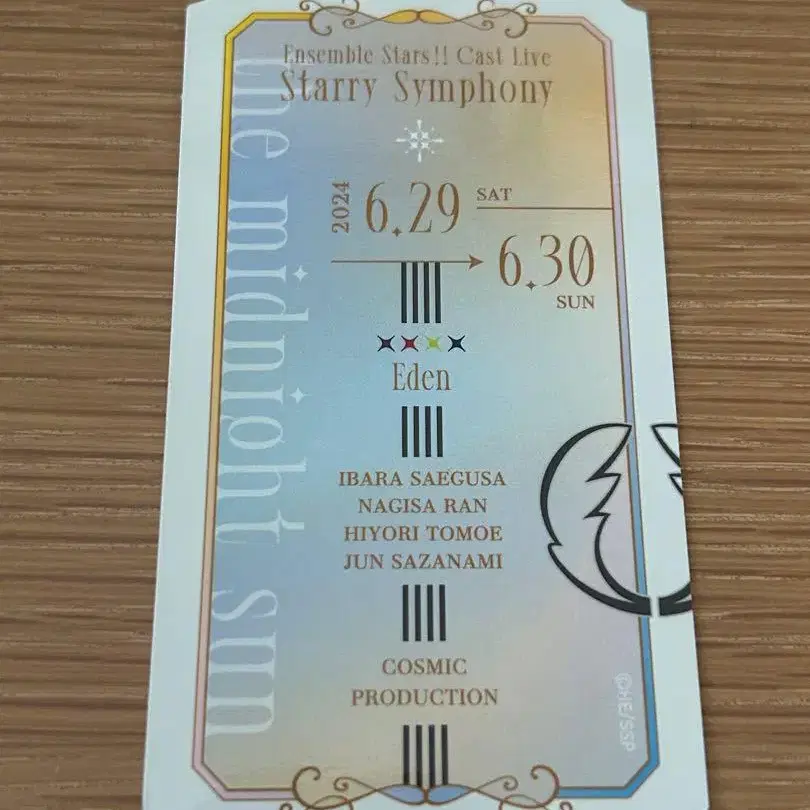 Ensemble Stars!! Cast Live
Starry Symphony
the midnight sun
2024
6.29 SAT
6.30 SUN
Eden
IBARA SAEGUSA
NAGISA RAN
HIYORI TOMOE
JUN SAZANAMI
COSMIC
PRODUCTION
©HE/SSP